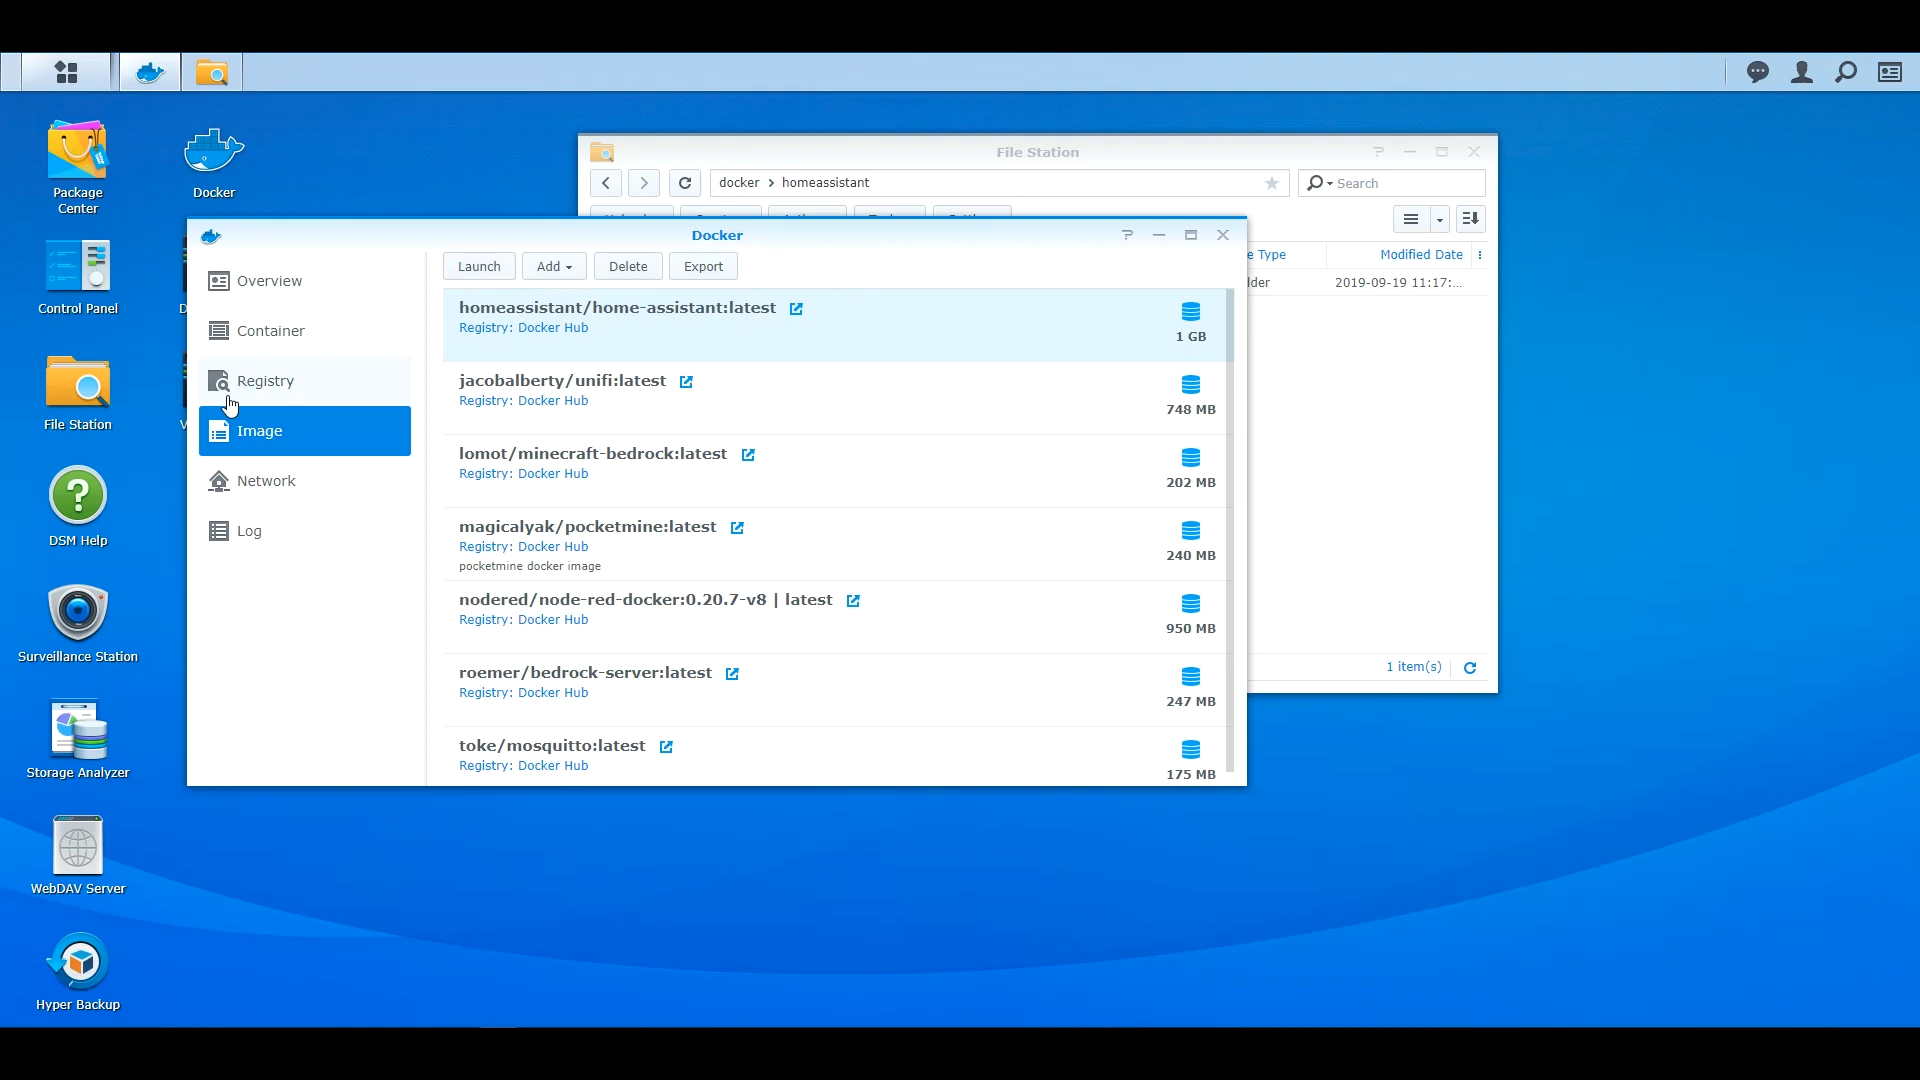 Package
Center
Docker
Control Panel
File Station
DSM Help
Surveillance Station
Storage Analyzer
WebDAV Server
Hyper Backup
File Station
docker > homeassistant
Search
e Type
Modified Date
lder
2019-09-19 11:17:...
1 item(s)
Docker
Overview
Container
Registry
Image
Network
Log
Launch
Add
Delete
Export
homeassistant/home-assistant:latest
Registry: Docker Hub
1 GB
jacobalberty/unifi:latest
Registry: Docker Hub
748 MB
lomot/minecraft-bedrock:latest
Registry: Docker Hub
202 MB
magicalyak/pocketmine:latest
Registry: Docker Hub
pocketmine docker image
240 MB
nodered/node-red-docker:0.20.7-v8 | latest
Registry: Docker Hub
950 MB
roemer/bedrock-server:latest
Registry: Docker Hub
247 MB
toke/mosquitto:latest
Registry: Docker Hub
175 MB